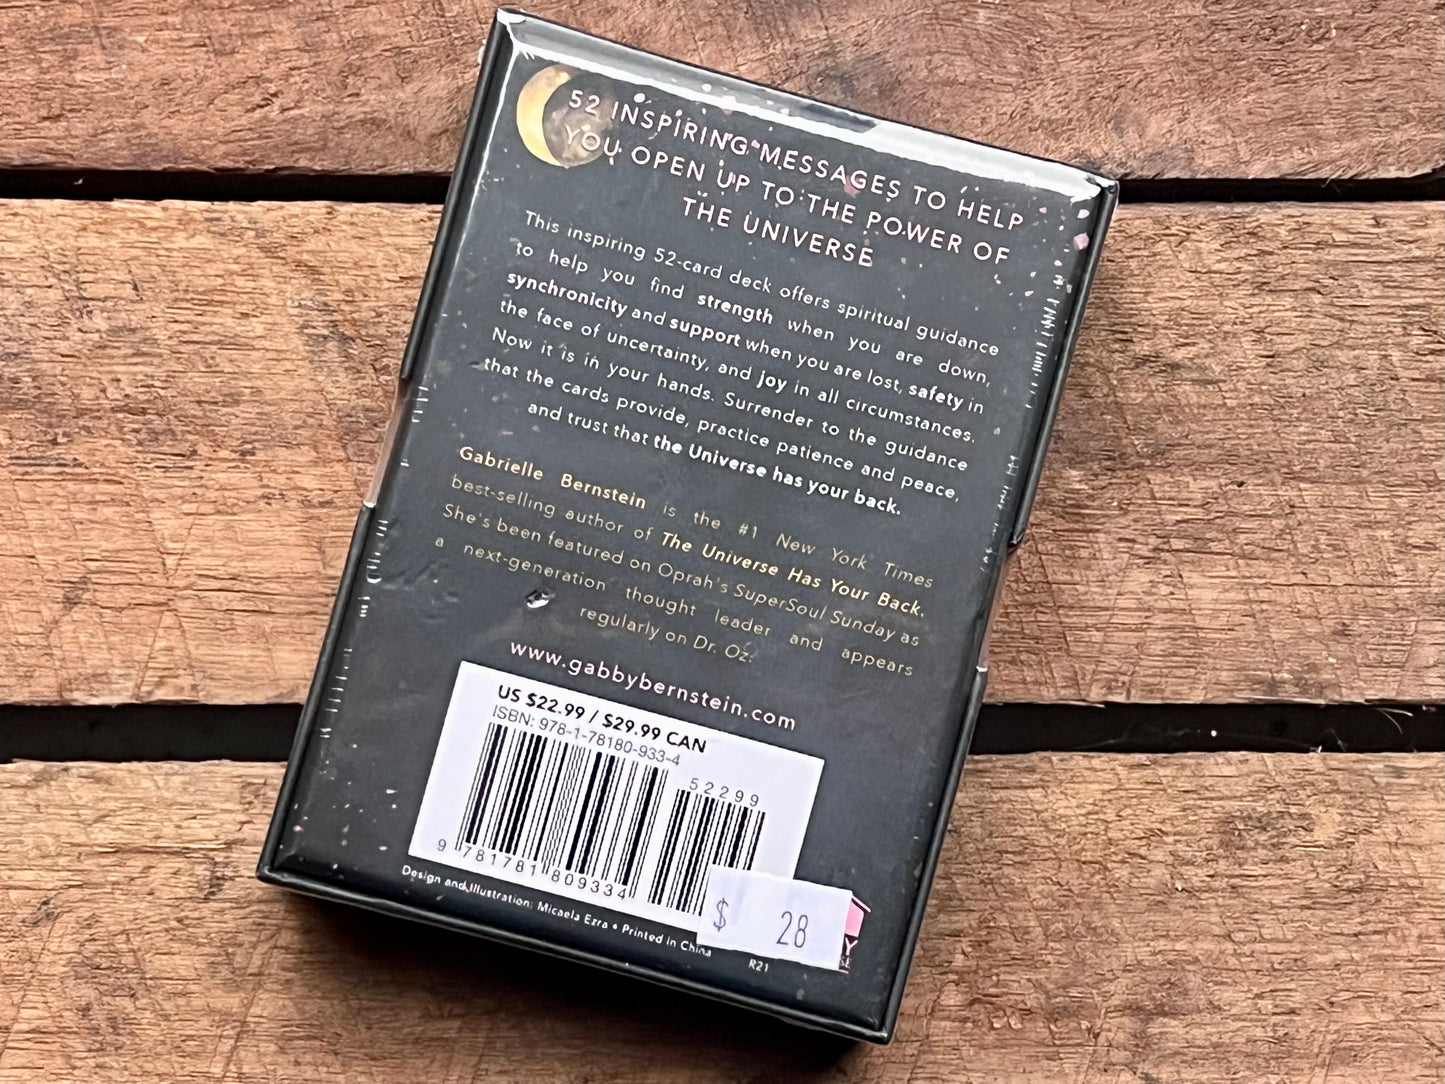 52 INSPIRING MESSAGES TO HELP
YOU OPEN UP TO THE POWER OF
THE UNIVERSE
This inspiring 52-card deck offers spiritual guidance
to help you find strength when you are down,
synchronicity and support when you are lost, safety in
the face of uncertainty, and joy in all circumstances.
Now it is in your hands. Surrender to the guidance
that the cards provide, practice patience and peace,
and trust that the Universe has your back.
Gabrielle Bernstein is the #1 New York Times
best-selling author of The Universe Has Your Back.
She's been featured on Oprah's SuperSoul Sunday as
a next-generation thought leader and appears
regularly on Dr. Oz.
www.gabbybernstein.com
US $22.99 / $29.99 CAN
ISBN: 978-1-78180-933-4
52299
9 781781 809334
Design and Illustration: Micaela Ezra • Printed in China
R21
$ 28